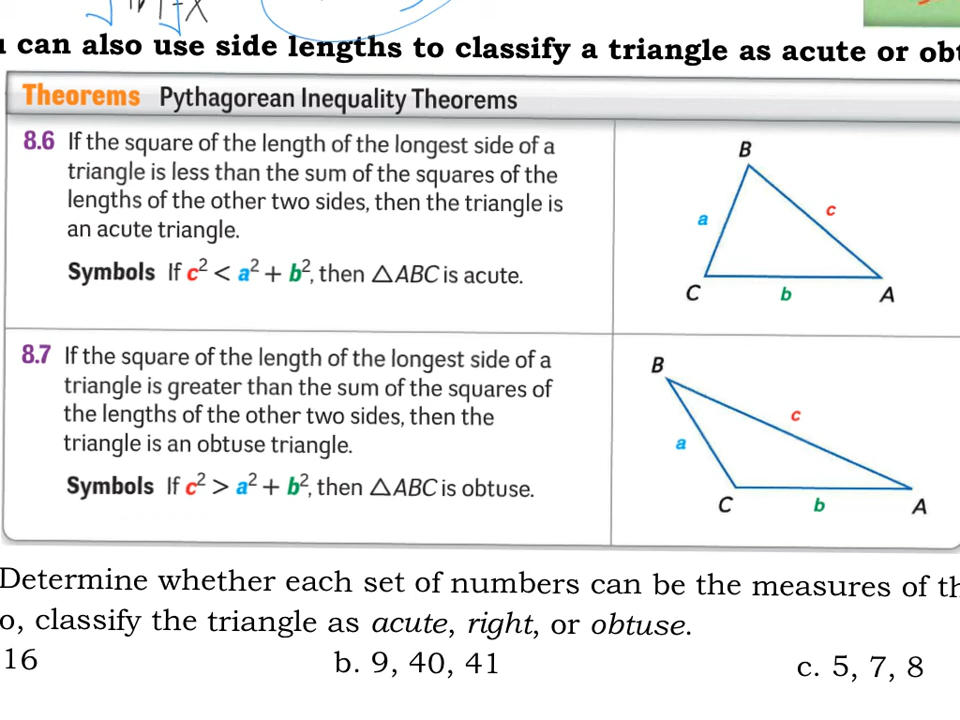 can also use side lengths to classify a triangle as acute or
Theorems Pythagorean Inequality Theorems
8.6 If the square of the length of the longest side of a
triangle is less than the sum of the squares of the
lengths of the other two sides, then the triangle is
an acute triangle.
Symbols If c² < a² + b², then △ABC is acute.
B
a
c
C
b
A
8.7 If the square of the length of the longest side of a
triangle is greater than the sum of the squares of
the lengths of the other two sides, then the
triangle is an obtuse triangle.
Symbols If c² > a² + b², then △ABC is obtuse.
B
a
c
C
b
A
Determine whether each set of numbers can be the measures of
classify the triangle as acute, right, or obtuse.
16 b. 9, 40, 41 c. 5, 7, 8